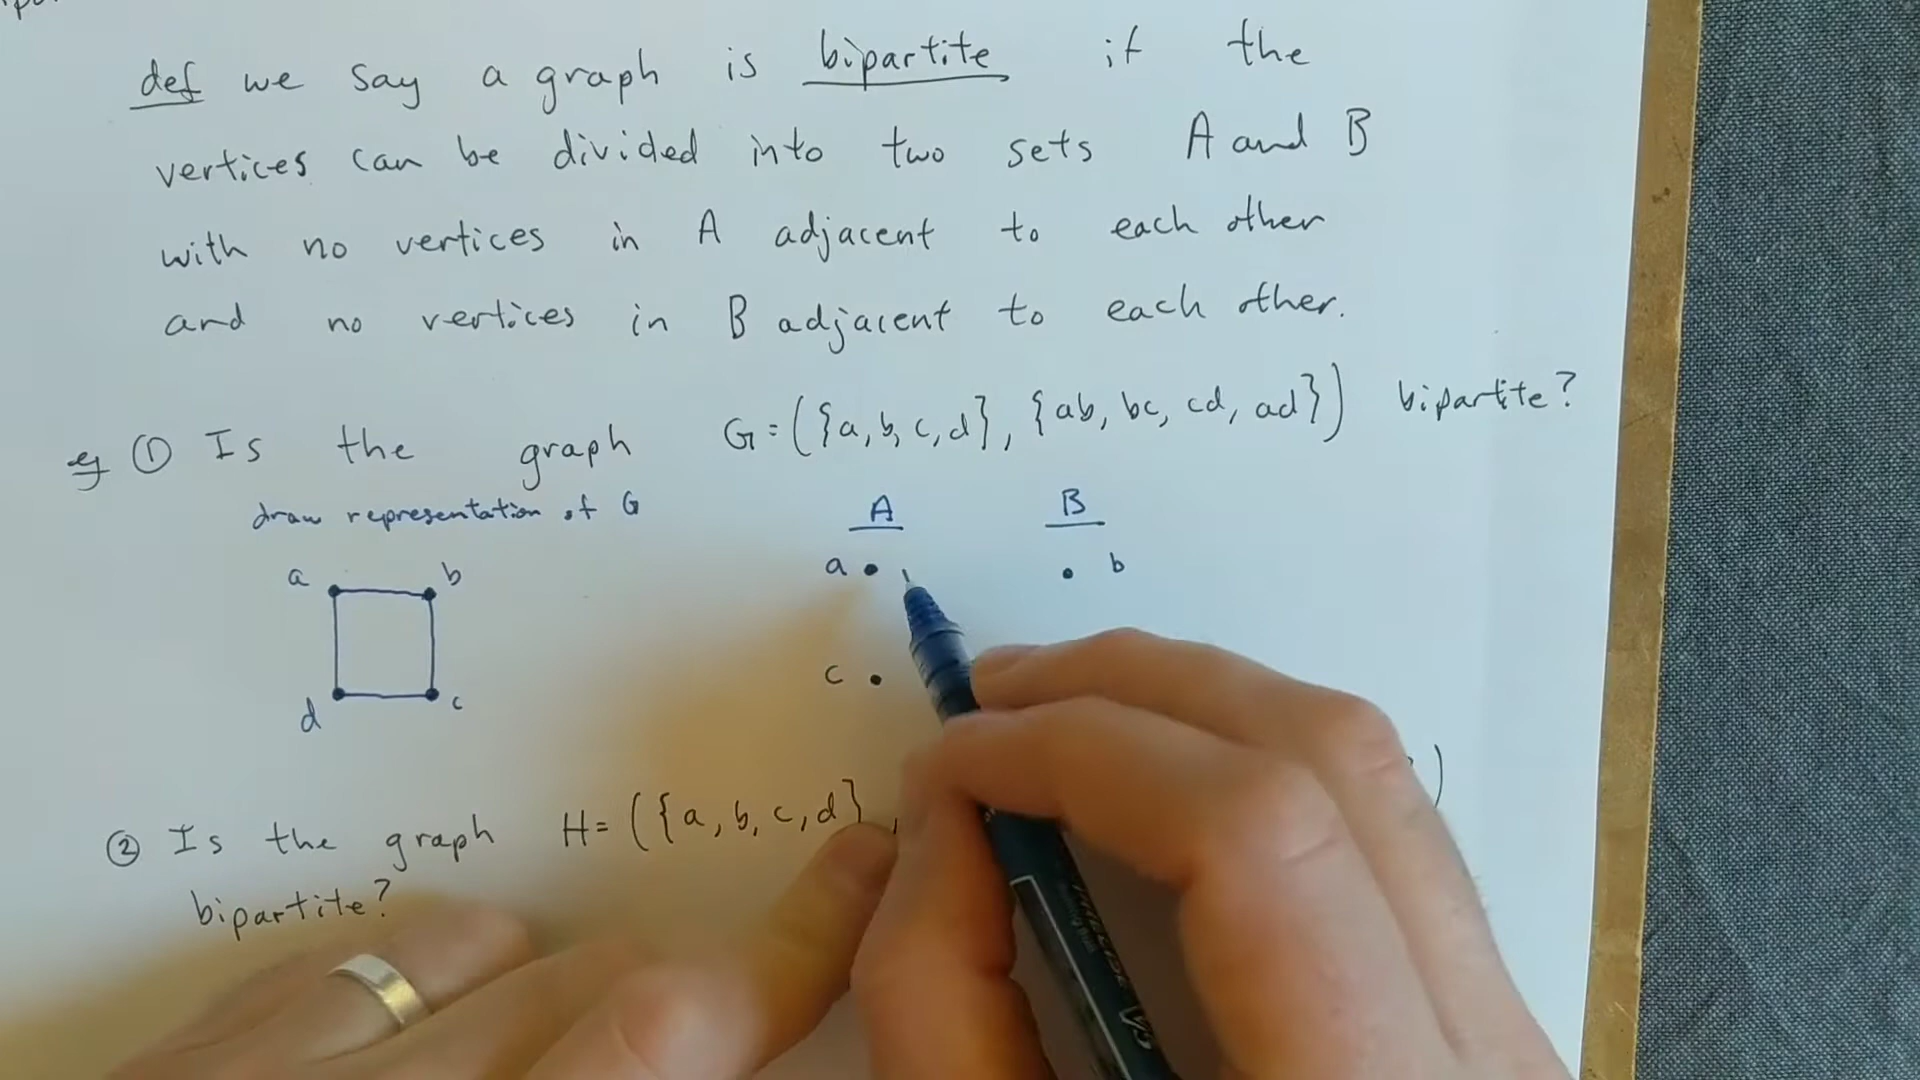 def we say a graph is bipartite if the
vertices can be divided into two sets A and B
with no vertices in A adjacent to each other
and no vertices in B adjacent to each other.
eg ① Is the graph G=({a,b,c,d}, {ab, bc, cd, ad}) bipartite?
draw representation of G
A B
a b
a b
c
d c
② Is the graph H=({a,b,c,d}, )
bipartite?
V5